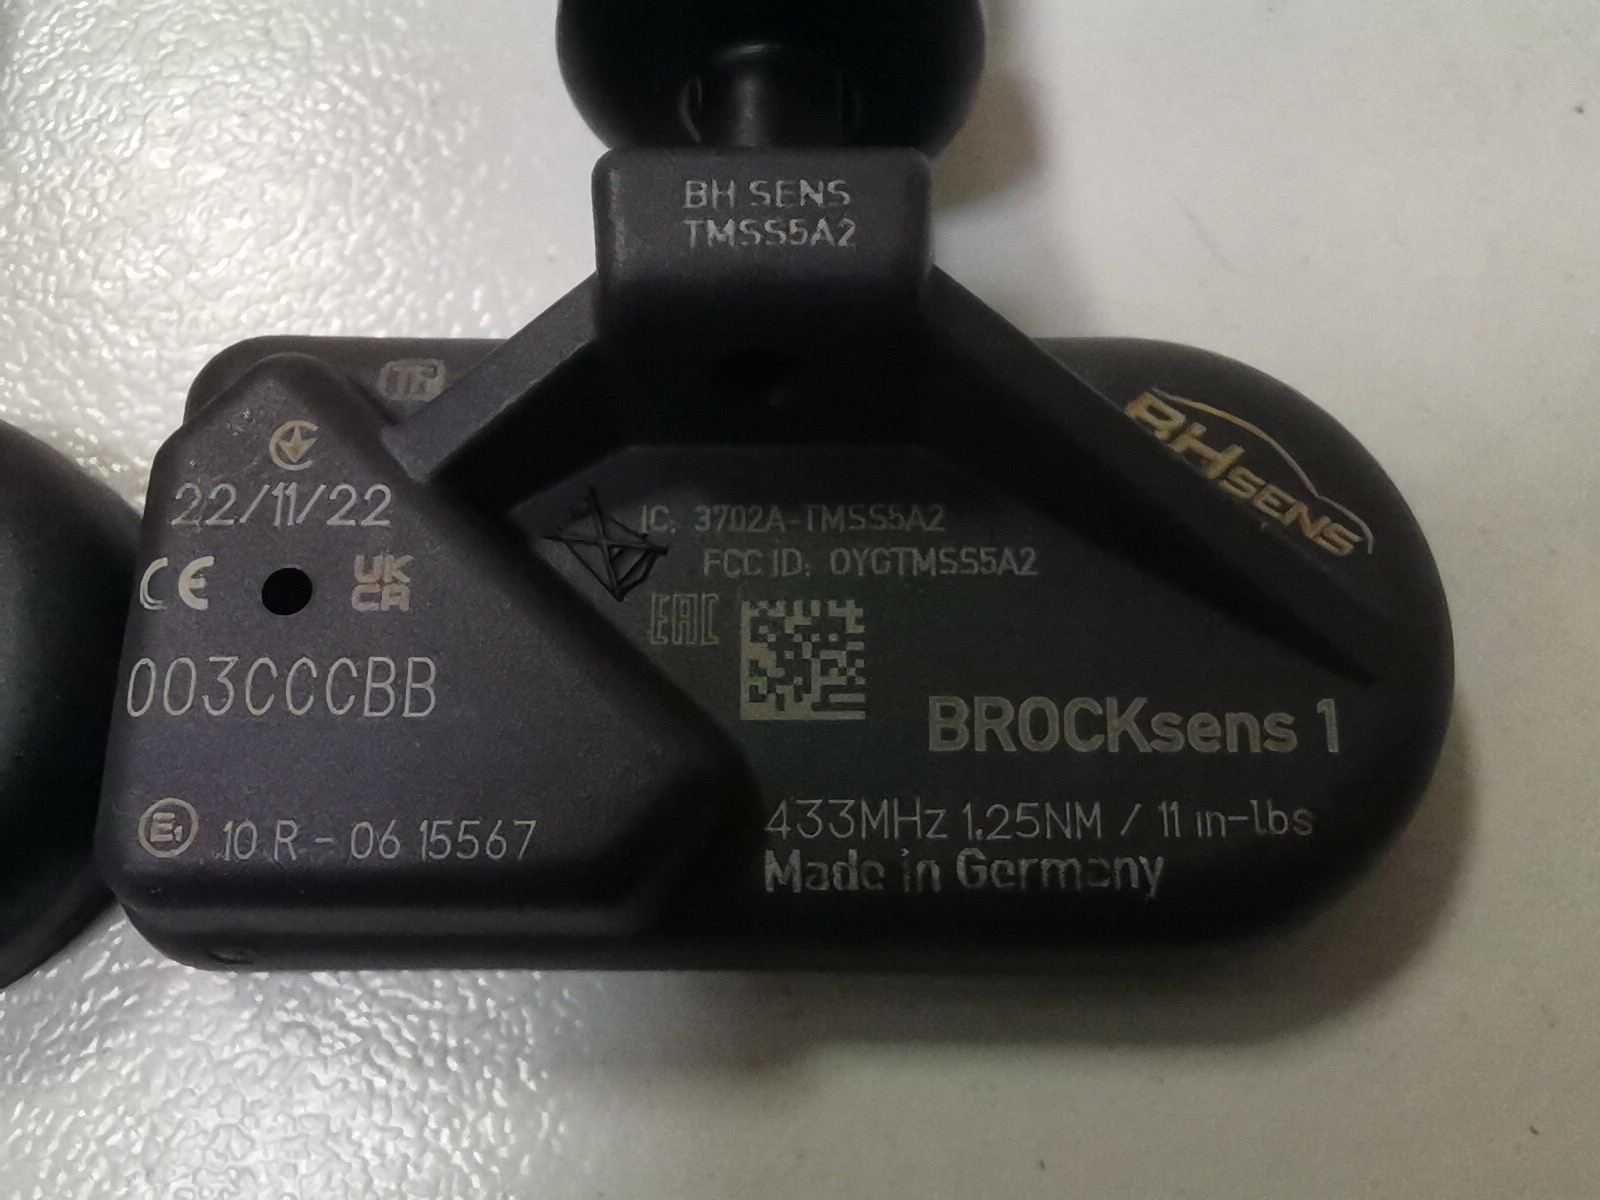 BH SENS
TMSS5A2
BHSENS
22/11/22
CE
UK
CA
003CCCBB
E1 10 R - 06 15567
IC: 3702A-TMSS5A2
FCC ID: OYGTMSS5A2
EAC
BROCKsens 1
433MHz 1.25NM / 11 in-lbs
Made in Germany